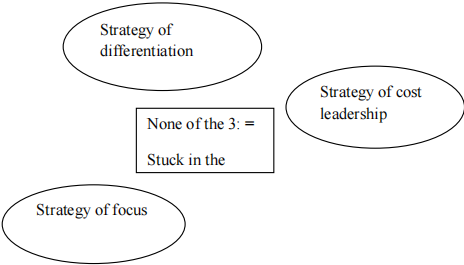 Strategy of
differentiation
Strategy of cost
leadership
None of the 3: =
Stuck in the
Strategy of focus